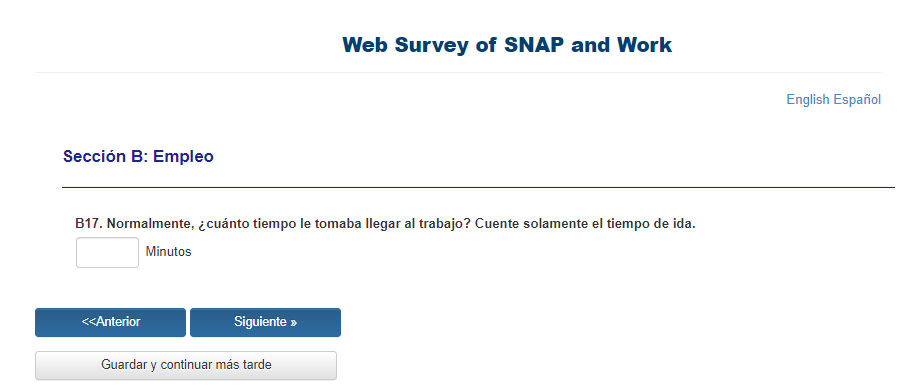 Web Survey of SNAP and Work
English Español
Sección B: Empleo
B17. Normalmente, ¿cuánto tiempo le tomaba llegar al trabajo? Cuente solamente el tiempo de ida.
Minutos
<<Anterior Siguiente »
Guardar y continuar más tarde